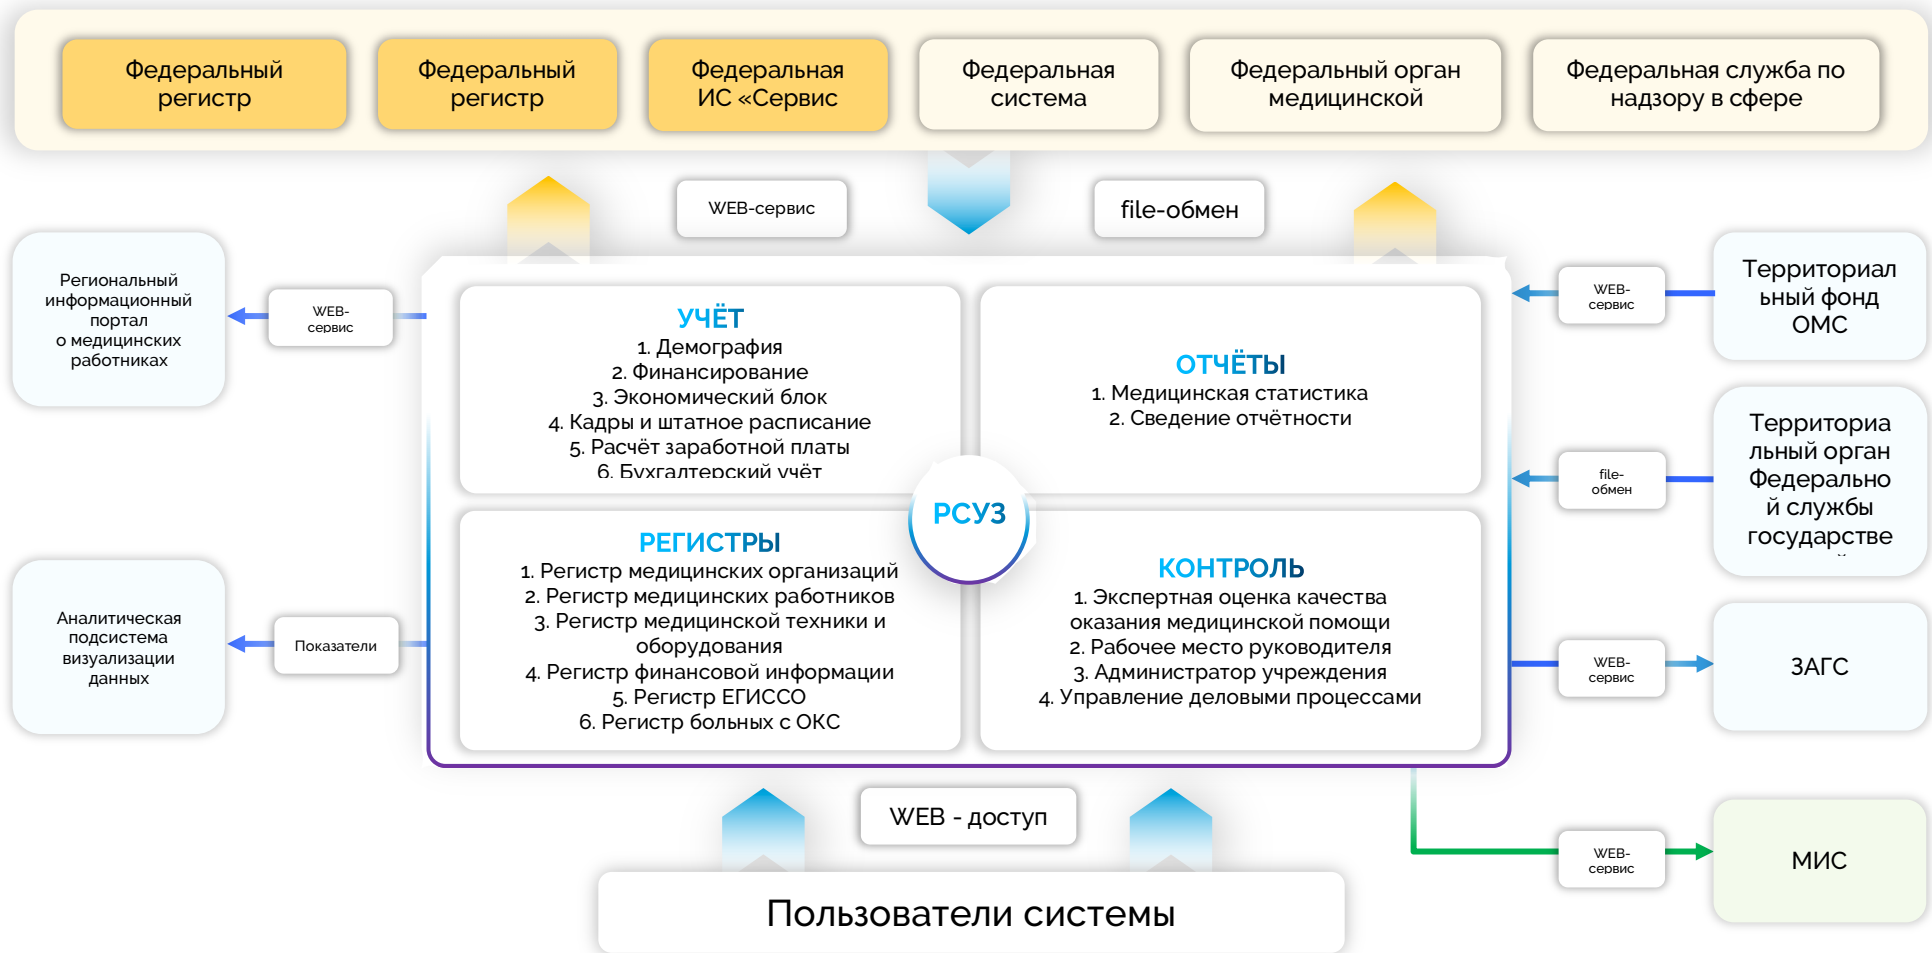 Федеральный
регистр
Федеральный
регистр
Федеральная
ИС «Сервис
Федеральная
система
Федеральный орган
медицинской
Федеральная служба по
надзору в сфере
WEB-сервис
file-обмен
Региональный
информационный
портал
о медицинских
работниках
WEB-
сервис
УЧЁТ
1. Демография
2. Финансирование
3. Экономический блок
4. Кадры и штатное расписание
5. Расчёт заработной платы
6. Бухгалтерский учёт
ОТЧЁТЫ
1. Медицинская статистика
2. Сведение отчётности
WEB-
сервис
Территориал
ьный фонд
ОМС
file-
обмен
Территориа
льный орган
Федерально
й службы
государстве
РСУЗ
РЕГИСТРЫ
1. Регистр медицинских организаций
2. Регистр медицинских работников
3. Регистр медицинской техники и
оборудования
4. Регистр финансовой информации
5. Регистр ЕГИССО
6. Регистр больных с ОКС
КОНТРОЛЬ
1. Экспертная оценка качества
оказания медицинской помощи
2. Рабочее место руководителя
3. Администратор учреждения
4. Управление деловыми процессами
Аналитическая
подсистема
визуализации
данных
Показатели
WEB-
сервис
ЗАГС
WEB - доступ
WEB-
сервис
МИС
Пользователи системы